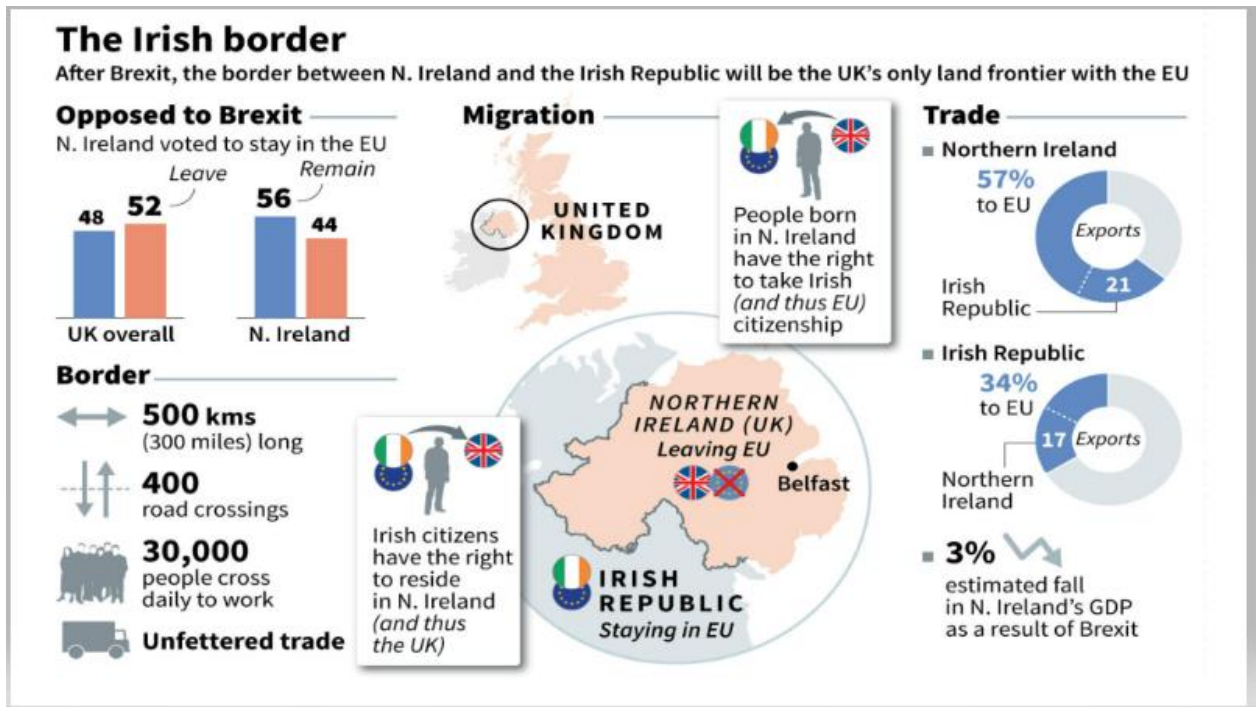 The Irish border
After Brexit, the border between N. Ireland and the Irish Republic will be the UK's only land frontier with the EU
Opposed to Brexit
N. Ireland voted to stay in the EU
Leave
Remain
48
52
56
44
UK overall
N. Ireland
Border
500 kms
(300 miles) long
400
road crossings
30,000
people cross
daily to work
Unfettered trade
Migration
UNITED
KINGDOM
People born
in N. Ireland
have the right
to take Irish
(and thus EU)
citizenship
Irish citizens
have the right
to reside
in N. Ireland
(and thus
the UK)
NORTHERN
IRELAND (UK)
Leaving EU
Belfast
IRISH
REPUBLIC
Staying in EU
Trade
Northern Ireland
57%
to EU
Exports
21
Irish
Republic
Irish Republic
34%
to EU
17
Exports
Northern
Ireland
3%
estimated fall
in N. Ireland's GDP
as a result of Brexit